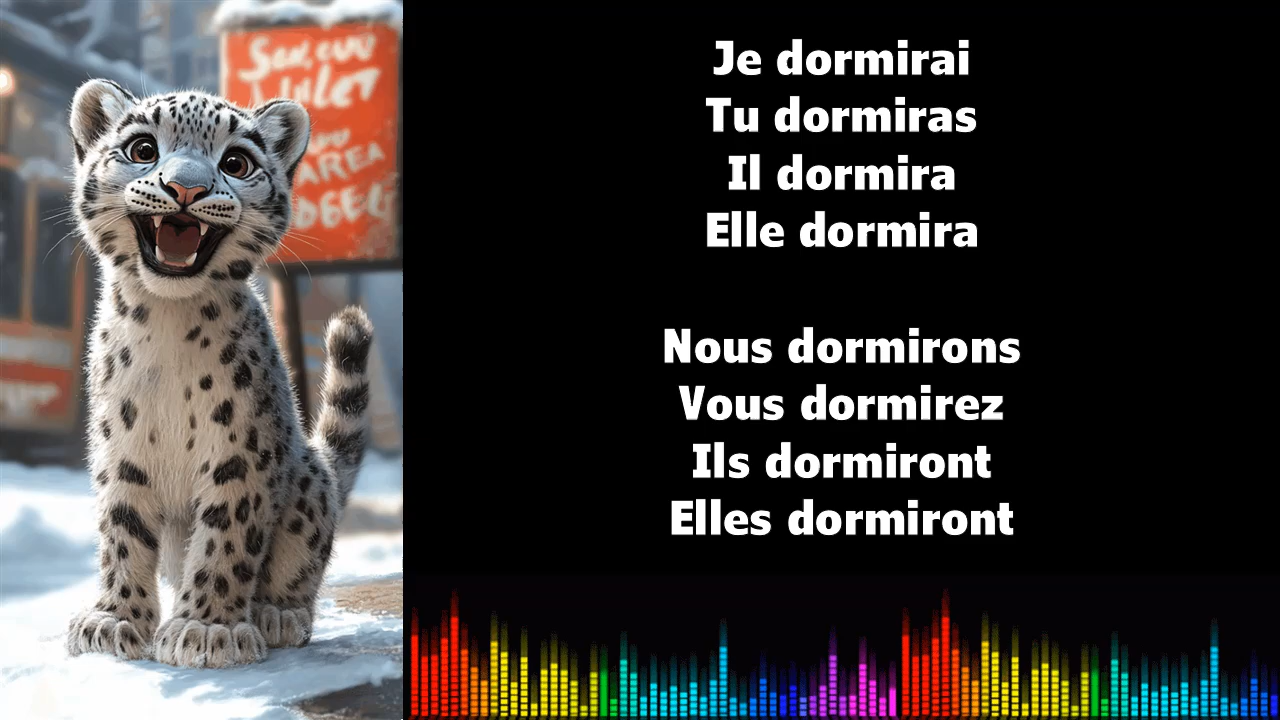 Je dormirai
Tu dormiras
Il dormira
Elle dormira
Nous dormirons
Vous dormirez
Ils dormiront
Elles dormiront